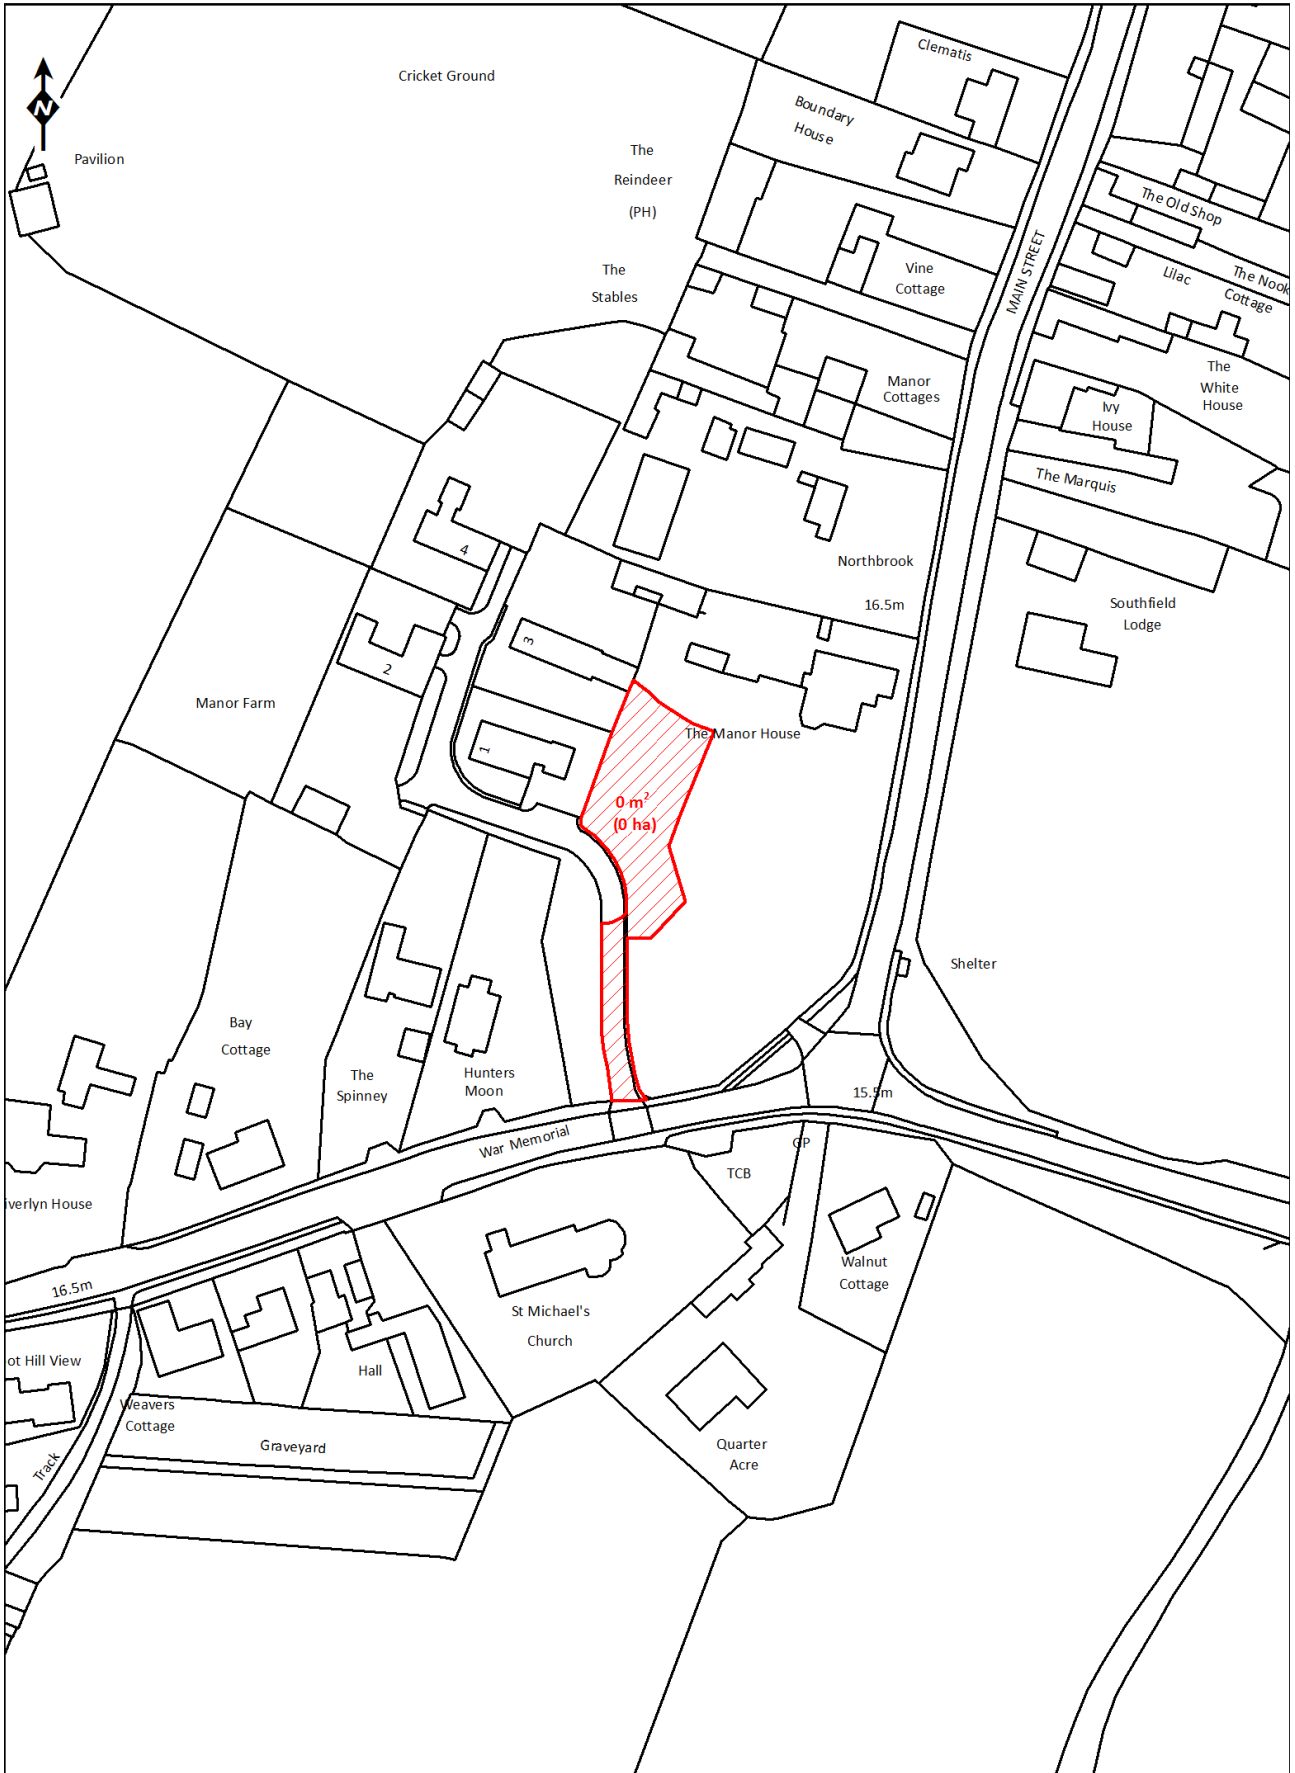 Clematis
Cricket Ground
N
Boundary
House
Pavilion
The
Reindeer
(PH)
The Old Shop
MAIN STREET
Vine
Cottage
The
Stables
Lilac
Cottage
The Nook
Manor
Cottages
The
White
House
Ivy
House
The Marquis
4
Northbrook
16.5m
Southfield
Lodge
3
2
Manor Farm
The Manor House
1
0 m²
(0 ha)
Shelter
Bay
Cottage
The
Spinney
Hunters
Moon
15.5m
War Memorial
GP
TCB
iverlyn House
Walnut
Cottage
16.5m
St Michael's
Church
ot Hill View
Hall
Weavers
Cottage
Graveyard
Quarter
Acre
Track